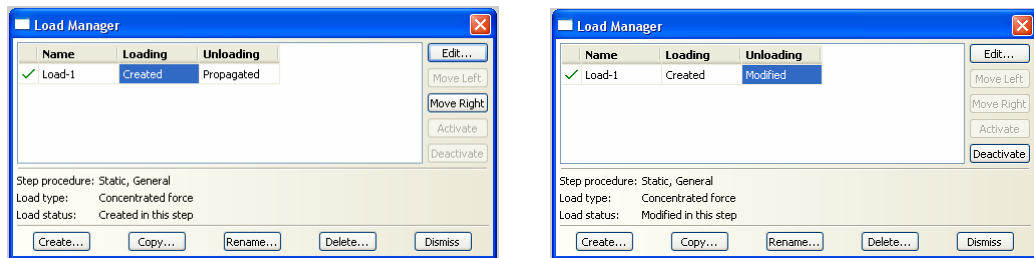 Load Manager
Name Loading Unloading
Load-1 Created Propagated
Edit...
Move Left
Move Right
Activate
Deactivate
Step procedure: Static, General
Load type: Concentrated force
Load status: Created in this step
Create... Copy... Rename... Delete... Dismiss
Load Manager
Name Loading Unloading
Load-1 Created Modified
Edit...
Move Left
Move Right
Activate
Deactivate
Step procedure: Static, General
Load type: Concentrated force
Load status: Modified in this step
Create... Copy... Rename... Delete... Dismiss